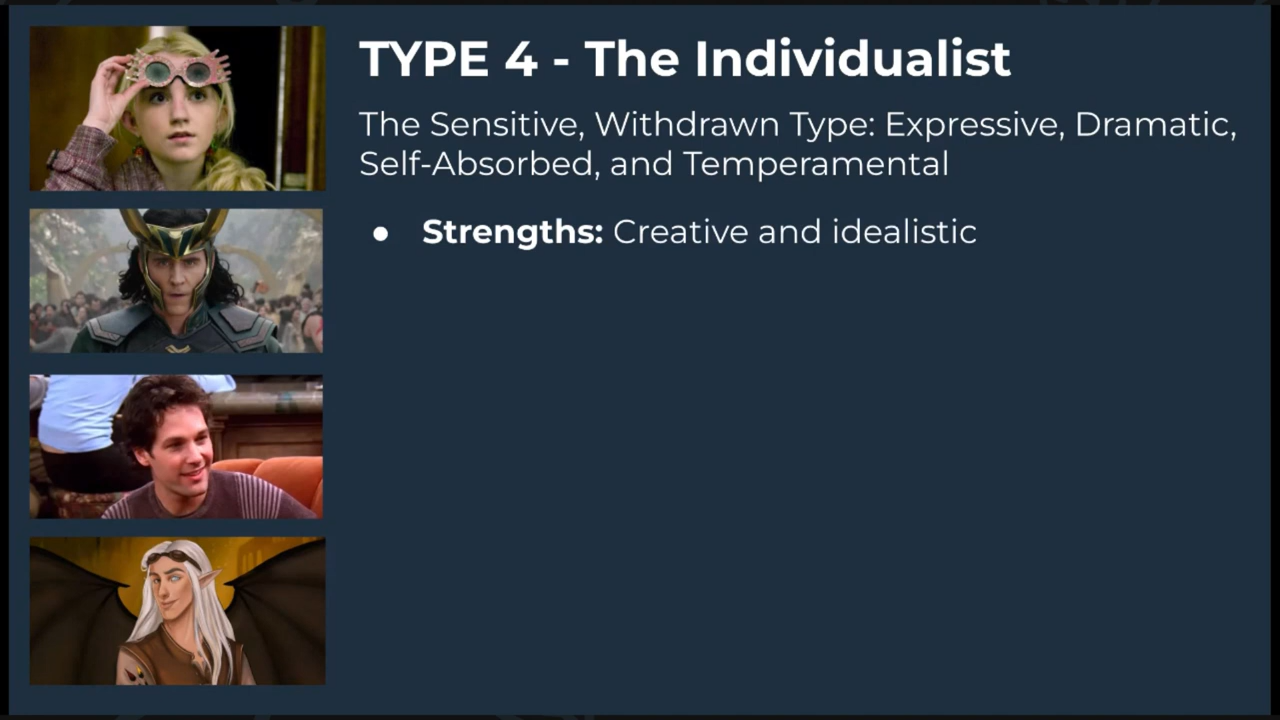 TYPE 4 - The Individualist
The Sensitive, Withdrawn Type: Expressive, Dramatic,
Self-Absorbed, and Temperamental
● Strengths: Creative and idealistic